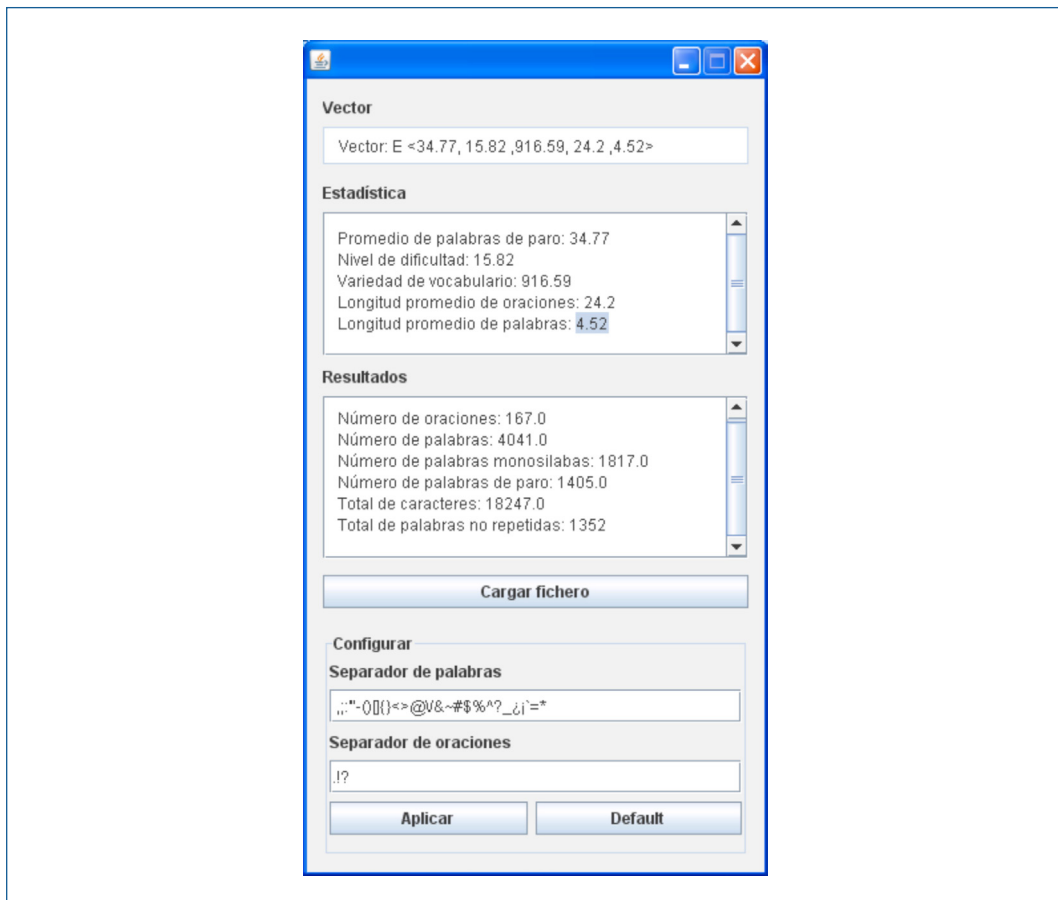 Vector
Vector: E <34.77, 15.82 ,916.59, 24.2 ,4.52>
Estadística
Promedio de palabras de paro: 34.77
Nivel de dificultad: 15.82
Variedad de vocabulario: 916.59
Longitud promedio de oraciones: 24.2
Longitud promedio de palabras: 4.52
Resultados
Número de oraciones: 167.0
Número de palabras: 4041.0
Número de palabras monosilabas: 1817.0
Número de palabras de paro: 1405.0
Total de caracteres: 18247.0
Total de palabras no repetidas: 1352
Cargar fichero
Configurar
Separador de palabras
,;:"-()[]{}<>@\/&~#$%^?_¿¡`=*
Separador de oraciones
.!?
Aplicar Default